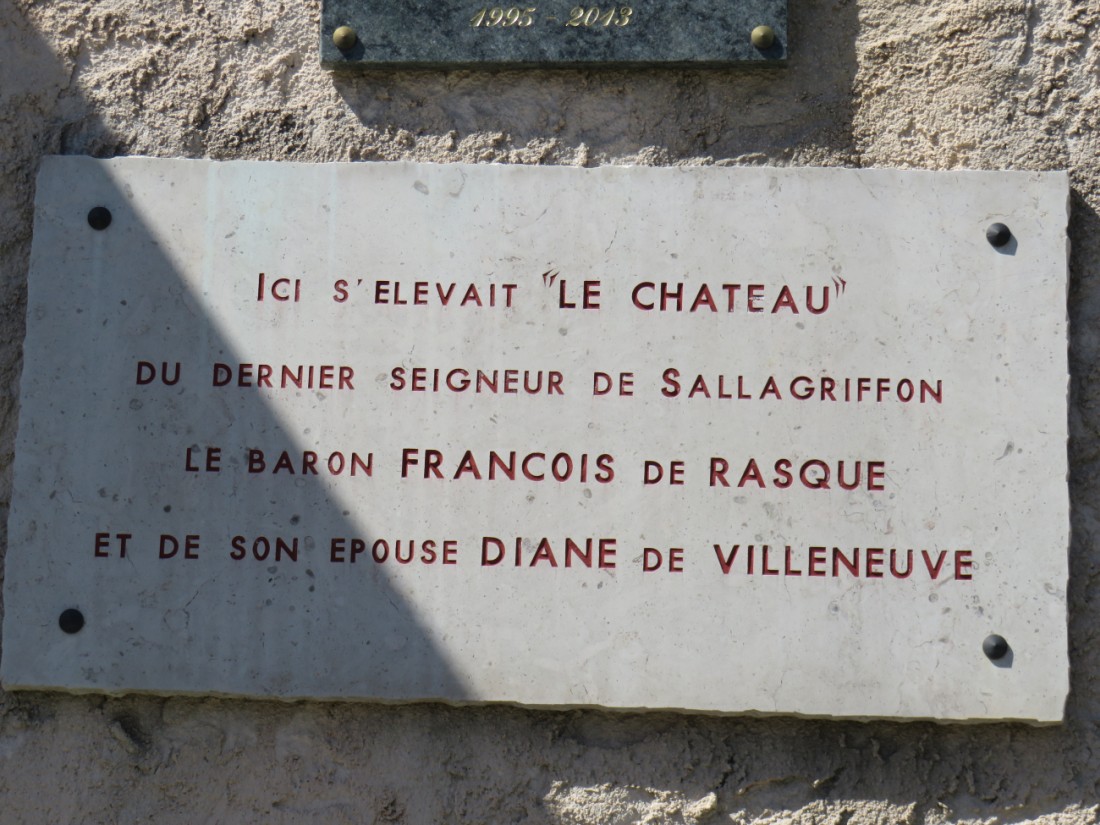 1995 - 2013
ICI S'ELEVAIT "LE CHATEAU"
DU DERNIER SEIGNEUR DE SALLAGRIFFON
LE BARON FRANCOIS DE RASQUE
ET DE SON EPOUSE DIANE DE VILLENEUVE